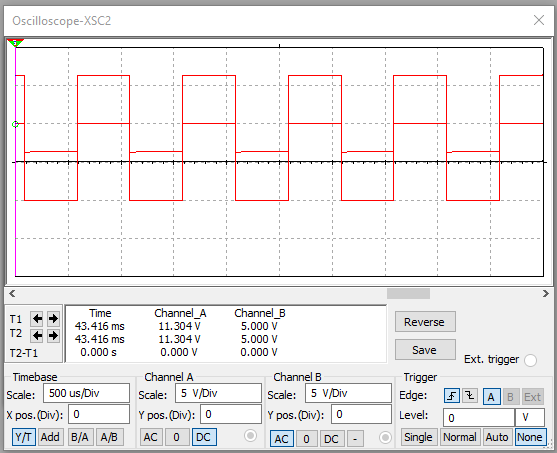 Oscilloscope-XSC2
T1
T2
T2-T1
Time Channel_A Channel_B
43.416 ms 11.304 V 5.000 V
43.416 ms 11.304 V 5.000 V
0.000 s 0.000 V 0.000 V
Reverse
Save
Ext. trigger
Timebase
Scale: 500 us/Div
X pos.(Div): 0
Y/T Add B/A A/B
Channel A
Scale: 5 V/Div
Y pos.(Div): 0
AC 0 DC
Channel B
Scale: 5 V/Div
Y pos.(Div): 0
AC 0 DC -
Trigger
Edge: A B Ext
Level: 0 V
Single Normal Auto None